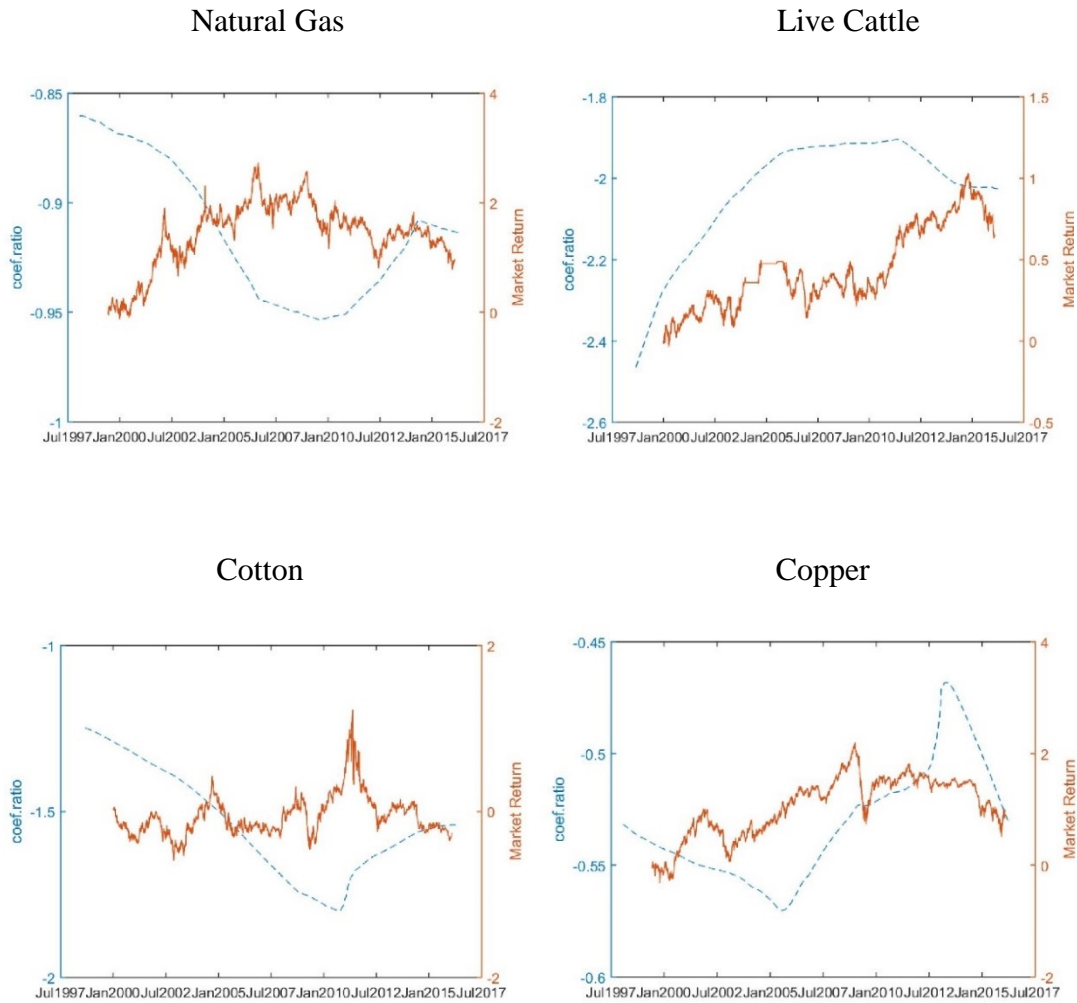 Natural Gas
Live Cattle
-0.85
-0.9
-0.95
-1
coef.ratio
4
2
0
-2
Market Return
Jul1997Jan2000Jul2002Jan2005Jul2007Jan2010Jul2012Jan2015Jul2017
-1.8
-2
-2.2
-2.4
-2.6
coef.ratio
1.5
1
0.5
0
-0.5
Market Return
Jul1997Jan2000Jul2002Jan2005Jul2007Jan2010Jul2012Jan2015Jul2017
Cotton
Copper
-1
-1.5
-2
coef.ratio
2
0
-2
Market Return
Jul1997Jan2000Jul2002Jan2005Jul2007Jan2010Jul2012Jan2015Jul2017
-0.45
-0.5
-0.55
-0.6
coef.ratio
4
2
0
-2
Market Return
Jul1997Jan2000Jul2002Jan2005Jul2007Jan2010Jul2012Jan2015Jul2017